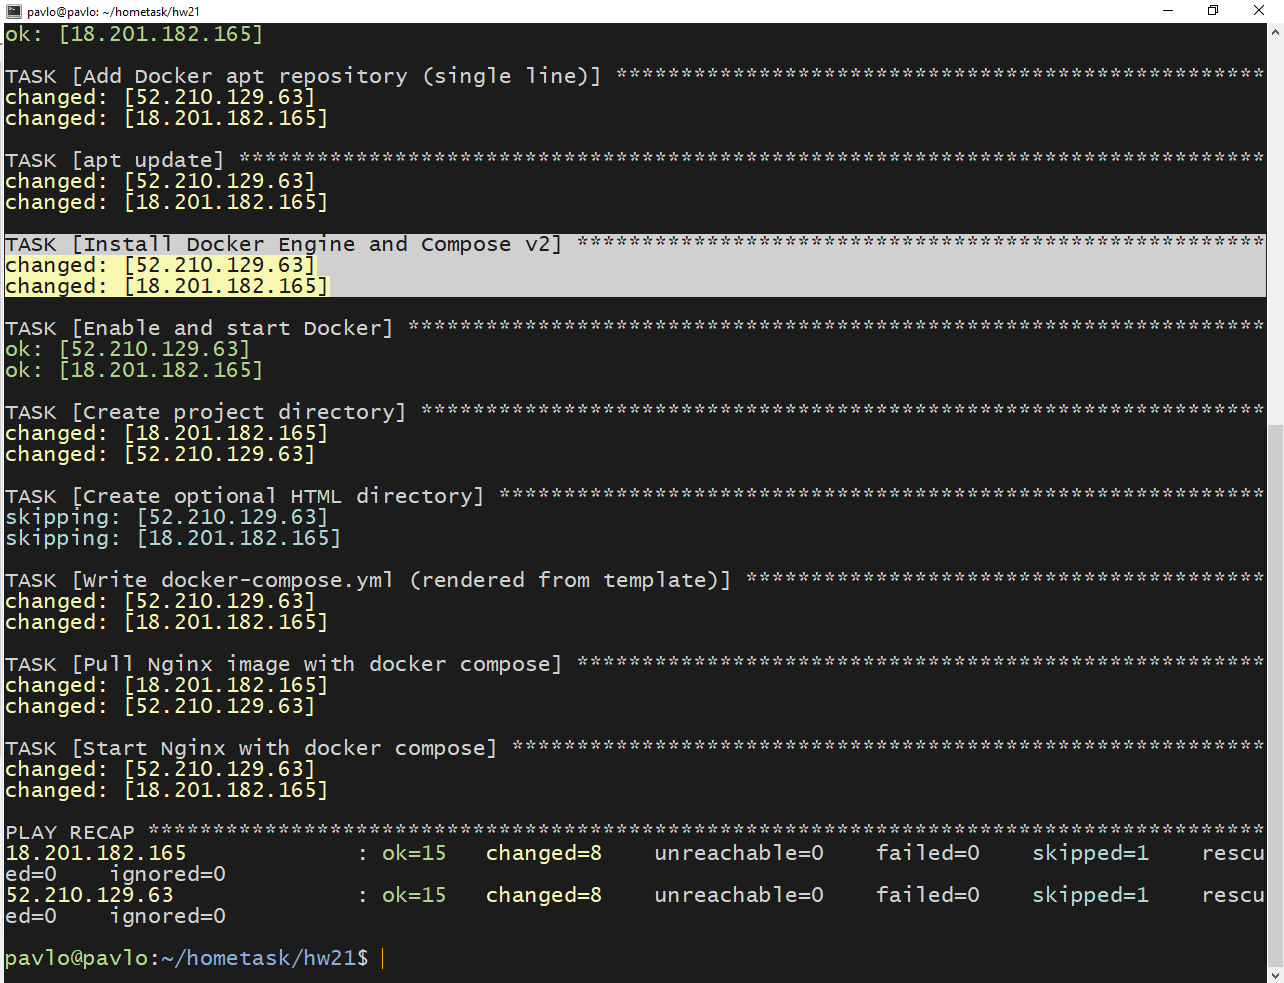 pavlo@pavlo: ~/hometask/hw21
ok: [18.201.182.165]
TASK [Add Docker apt repository (single line)] **************************************************
changed: [52.210.129.63]
changed: [18.201.182.165]
TASK [apt update] *******************************************************************************
changed: [52.210.129.63]
changed: [18.201.182.165]
TASK [Install Docker Engine and Compose v2] *****************************************************
changed: [52.210.129.63]
changed: [18.201.182.165]
TASK [Enable and start Docker] ******************************************************************
ok: [52.210.129.63]
ok: [18.201.182.165]
TASK [Create project directory] *****************************************************************
changed: [18.201.182.165]
changed: [52.210.129.63]
TASK [Create optional HTML directory] ***********************************************************
skipping: [52.210.129.63]
skipping: [18.201.182.165]
TASK [Write docker-compose.yml (rendered from template)] ****************************************
changed: [52.210.129.63]
changed: [18.201.182.165]
TASK [Pull Nginx image with docker compose] *****************************************************
changed: [18.201.182.165]
changed: [52.210.129.63]
TASK [Start Nginx with docker compose] **********************************************************
changed: [52.210.129.63]
changed: [18.201.182.165]
PLAY RECAP **************************************************************************************
18.201.182.165             : ok=15   changed=8    unreachable=0    failed=0    skipped=1    rescu
ed=0    ignored=0
52.210.129.63              : ok=15   changed=8    unreachable=0    failed=0    skipped=1    rescu
ed=0    ignored=0
pavlo@pavlo:~/hometask/hw21$